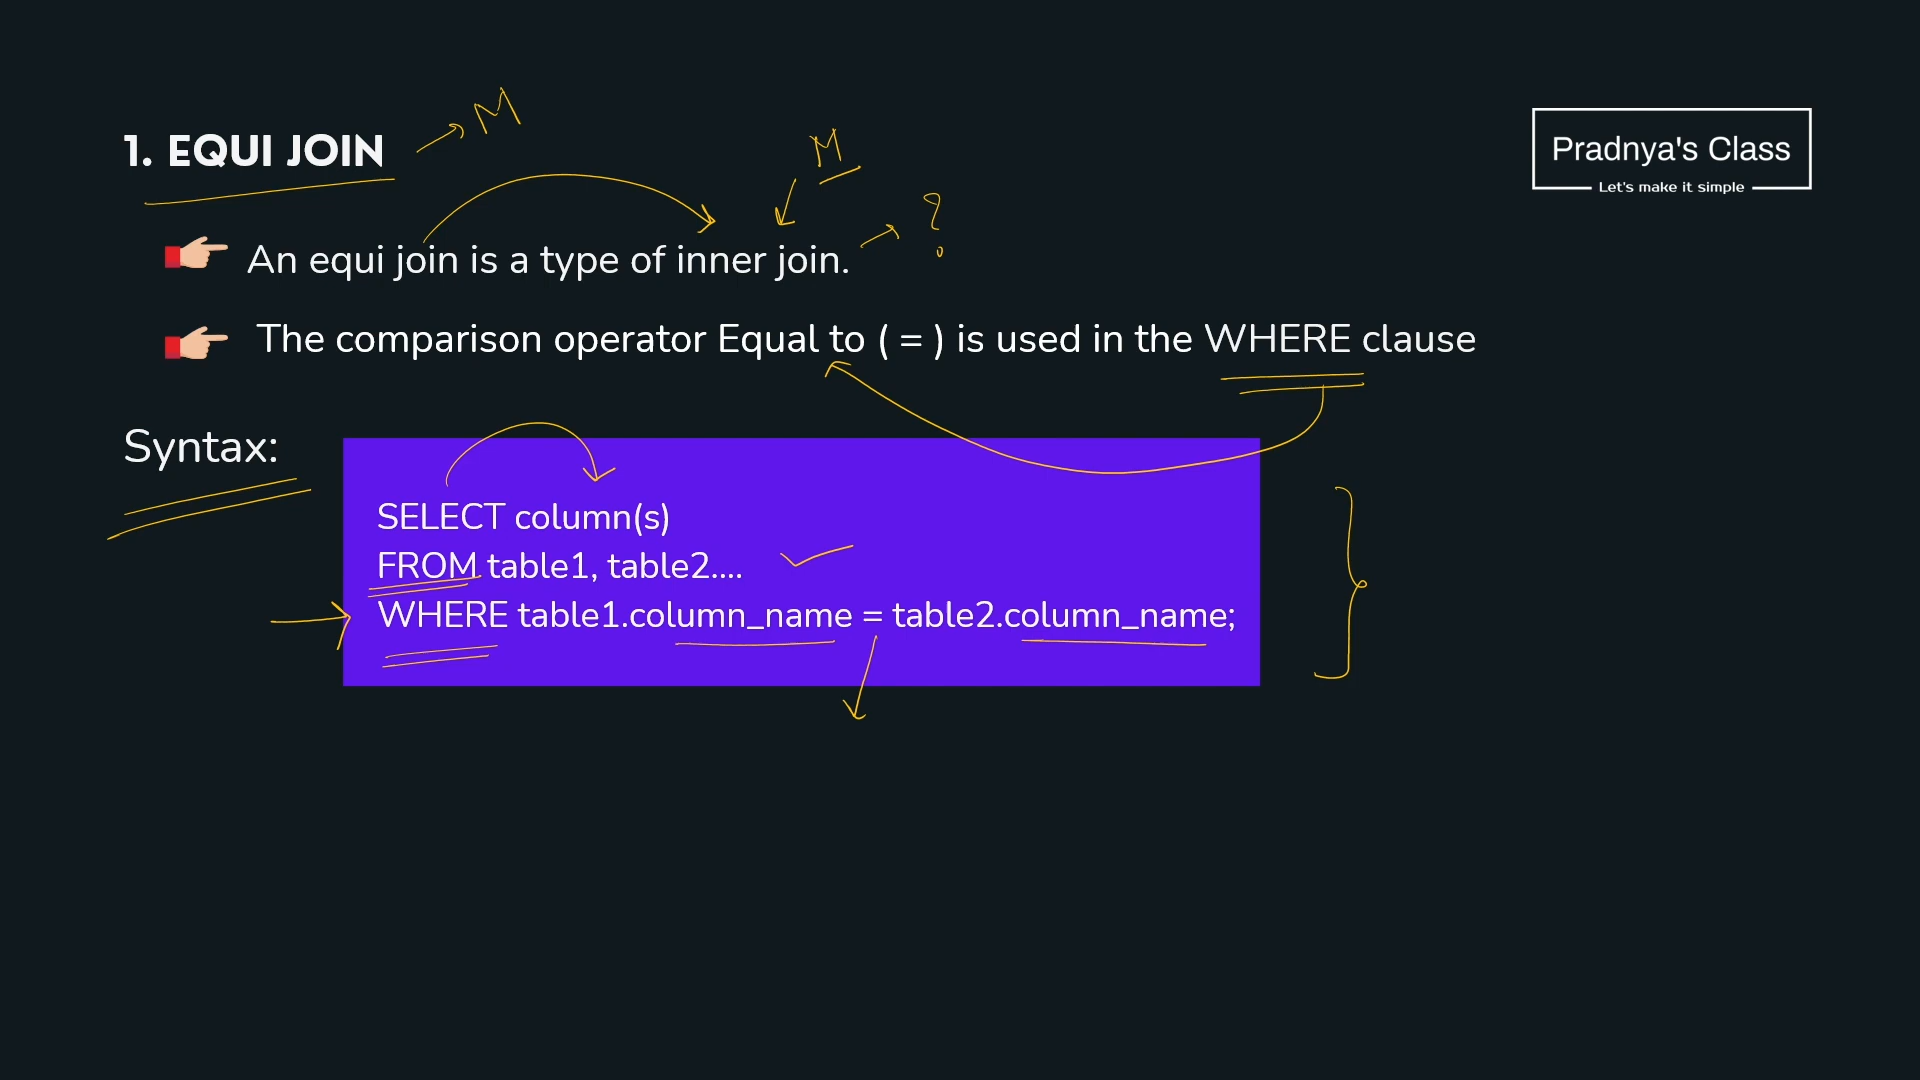 1. EQUI JOIN → M
Pradnya's Class
Let's make it simple
M
An equi join is a type of inner join. → ?
The comparison operator Equal to ( = ) is used in the WHERE clause
Syntax:
SELECT column(s)
FROM table1, table2....
WHERE table1.column_name = table2.column_name;